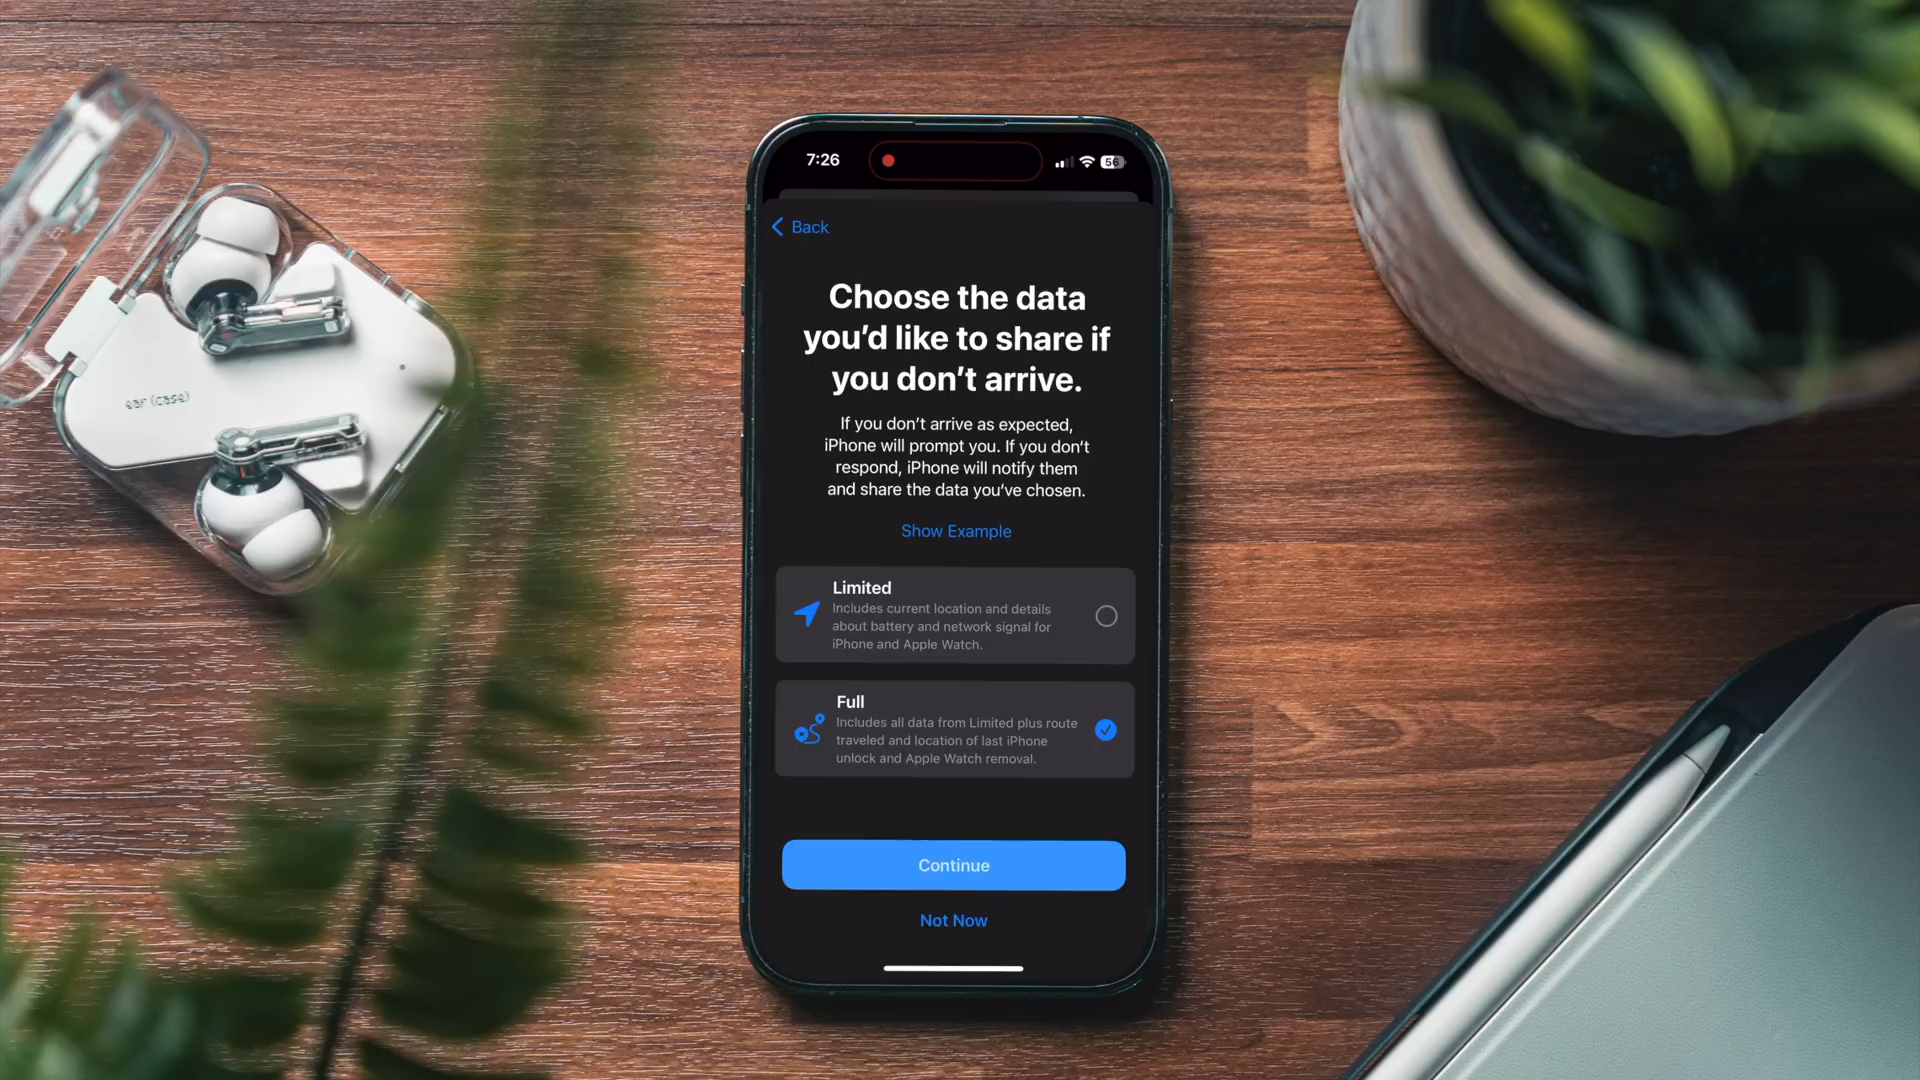 7:26
56
Back
Choose the data
you'd like to share if
you don't arrive.
If you don't arrive as expected,
iPhone will prompt you. If you don't
respond, iPhone will notify them
and share the data you've chosen.
Show Example
Limited
Includes current location and details
about battery and network signal for
iPhone and Apple Watch.
Full
Includes all data from Limited plus route
traveled and location of last iPhone
unlock and Apple Watch removal.
Continue
Not Now
ear (case)